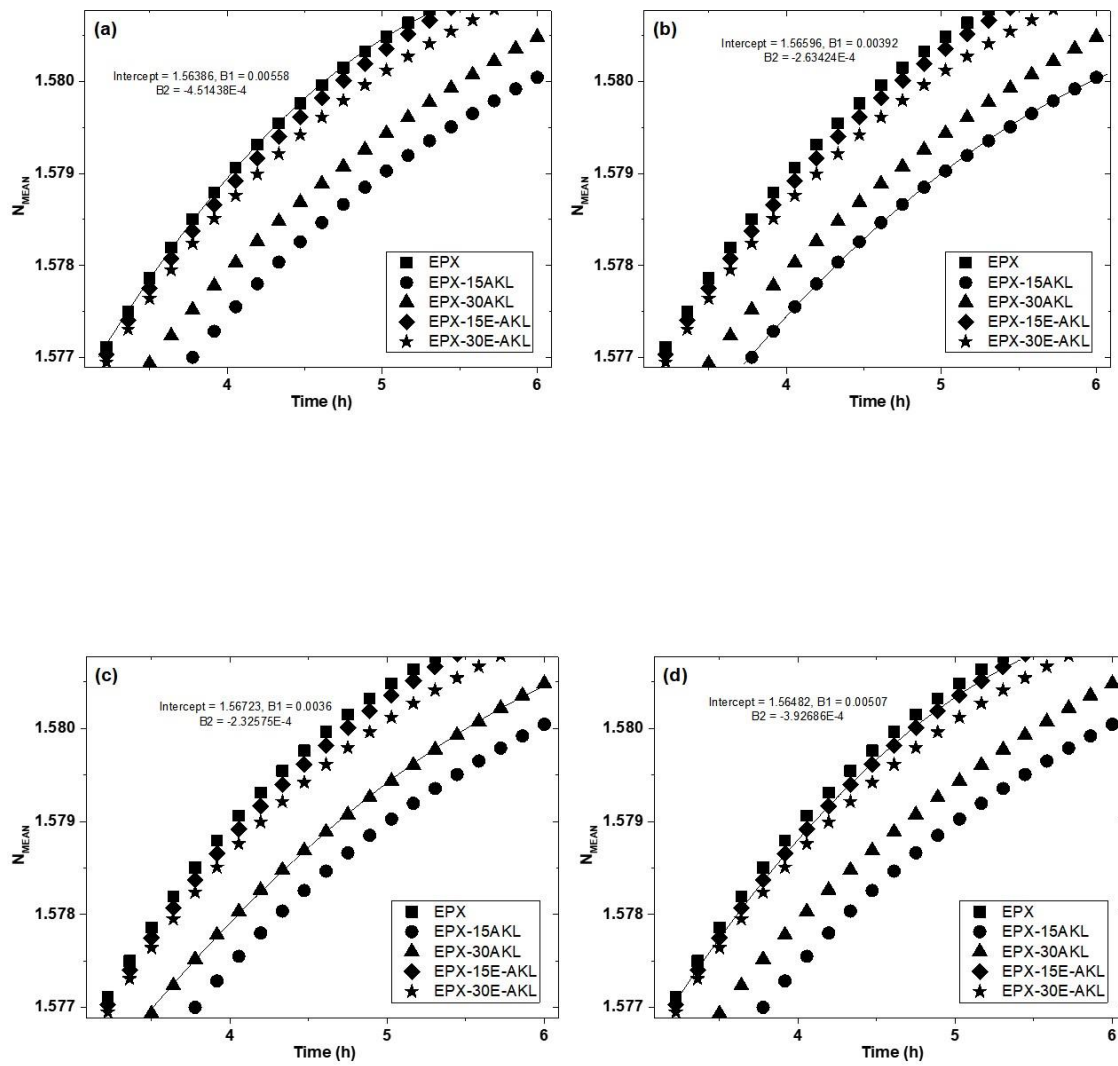 (a)
Intercept = 1.56386, B1 = 0.00558
B2 = -4.51438E-4
1.580
1.579
1.578
1.577
N_MEAN
EPX
EPX-15AKL
EPX-30AKL
EPX-15E-AKL
EPX-30E-AKL
4 5 6
Time (h)
(b)
Intercept = 1.56596, B1 = 0.00392
B2 = -2.63424E-4
1.580
1.579
1.578
1.577
N_MEAN
EPX
EPX-15AKL
EPX-30AKL
EPX-15E-AKL
EPX-30E-AKL
4 5 6
Time (h)
(c)
Intercept = 1.56723, B1 = 0.0036
B2 = -2.32575E-4
1.580
1.579
1.578
1.577
N_MEAN
EPX
EPX-15AKL
EPX-30AKL
EPX-15E-AKL
EPX-30E-AKL
4 5 6
Time (h)
(d)
Intercept = 1.56482, B1 = 0.00507
B2 = -3.92686E-4
1.580
1.579
1.578
1.577
N_MEAN
EPX
EPX-15AKL
EPX-30AKL
EPX-15E-AKL
EPX-30E-AKL
4 5 6
Time (h)